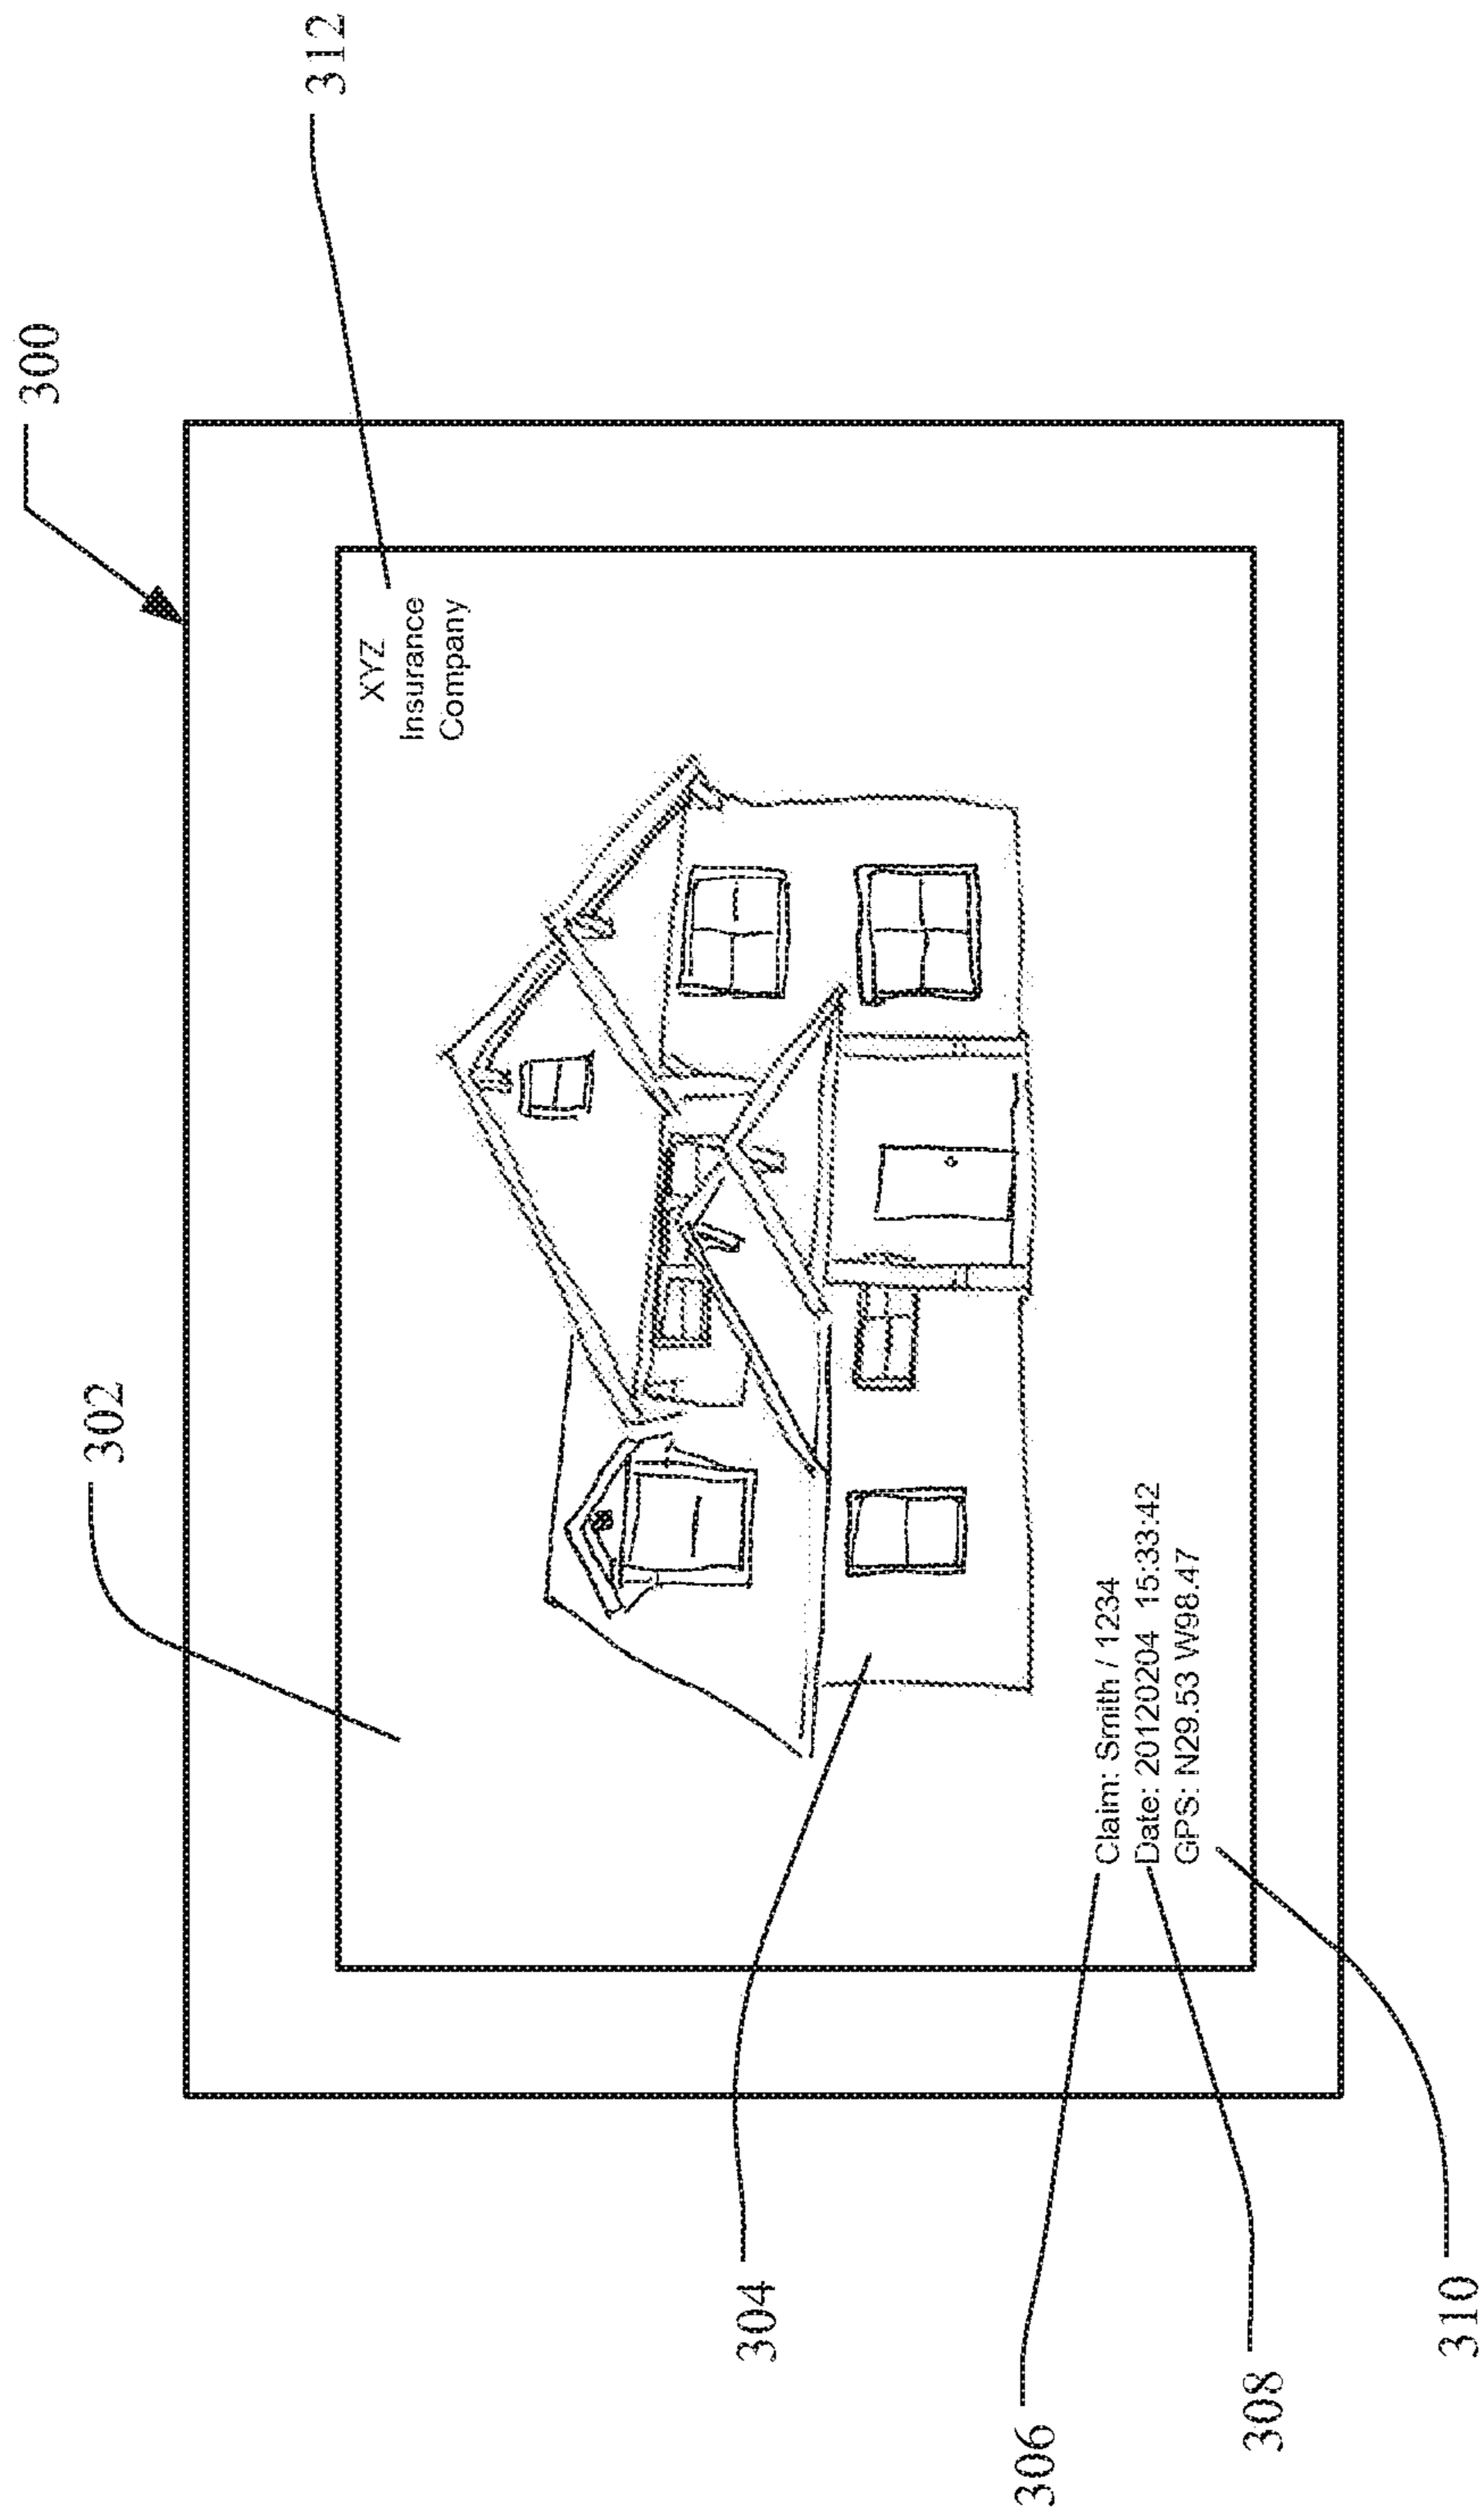 300
312
302
XYZ
Insurance
Company
Claim: Smith / 1234
Date: 20120204 15:33:42
GPS: N29.53 W98.47
304
306
308
310